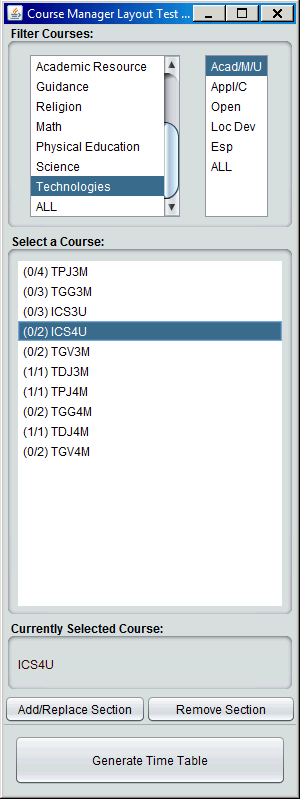 Course Manager Layout Test ...
Filter Courses:
Academic Resource
Guidance
Religion
Math
Physical Education
Science
Technologies
ALL
Acad/M/U
Appl/C
Open
Loc Dev
Esp
ALL
Select a Course:
(0/4) TPJ3M
(0/3) TGG3M
(0/3) ICS3U
(0/2) ICS4U
(0/2) TGV3M
(1/1) TDJ3M
(1/1) TPJ4M
(0/2) TGG4M
(1/1) TDJ4M
(0/2) TGV4M
Currently Selected Course:
ICS4U
Add/Replace Section
Remove Section
Generate Time Table